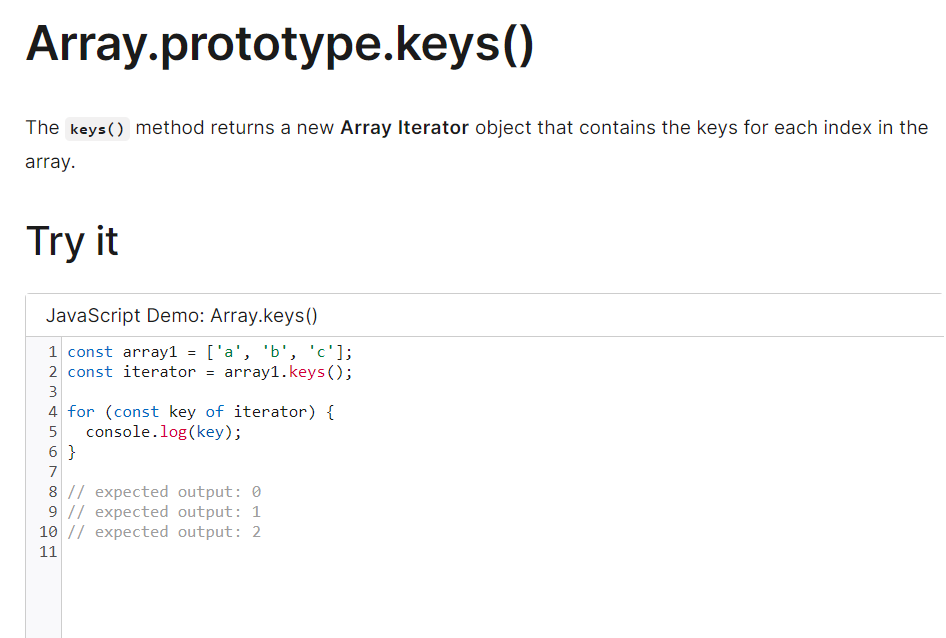 Array.prototype.keys()
The keys() method returns a new Array Iterator object that contains the keys for each index in the
array.
Try it
JavaScript Demo: Array.keys()
1 const array1 = ['a', 'b', 'c'];
2 const iterator = array1.keys();
3
4 for (const key of iterator) {
5   console.log(key);
6 }
7
8 // expected output: 0
9 // expected output: 1
10 // expected output: 2
11